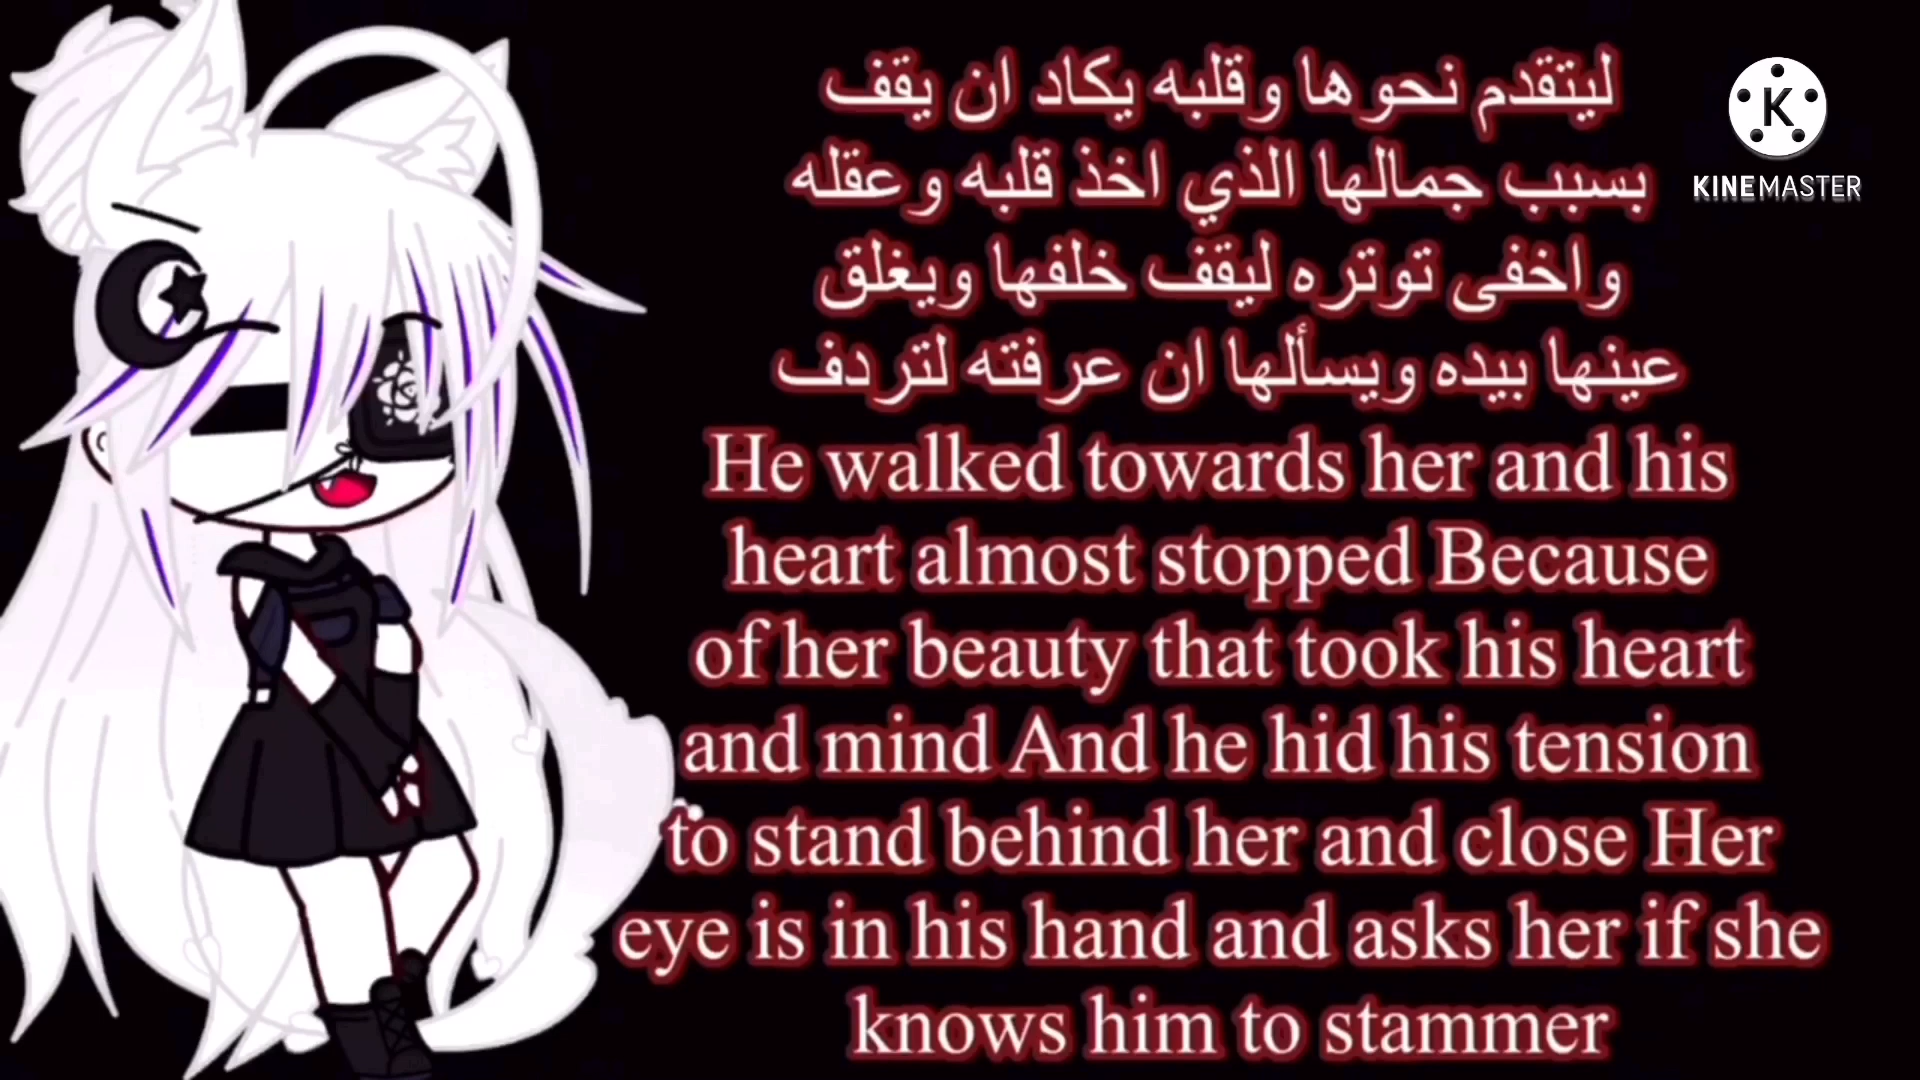 ليتقدم نحوها وقلبه يكاد ان يقف
بسبب جمالها الذي اخذ قلبه وعقله
واخفى توتره ليقف خلفها ويغلق
عينها بيده ويسألها ان عرفته لتردف
He walked towards her and his
heart almost stopped Because
of her beauty that took his heart
and mind And he hid his tension
to stand behind her and close Her
eye is in his hand and asks her if she
knows him to stammer
K
KINEMASTER